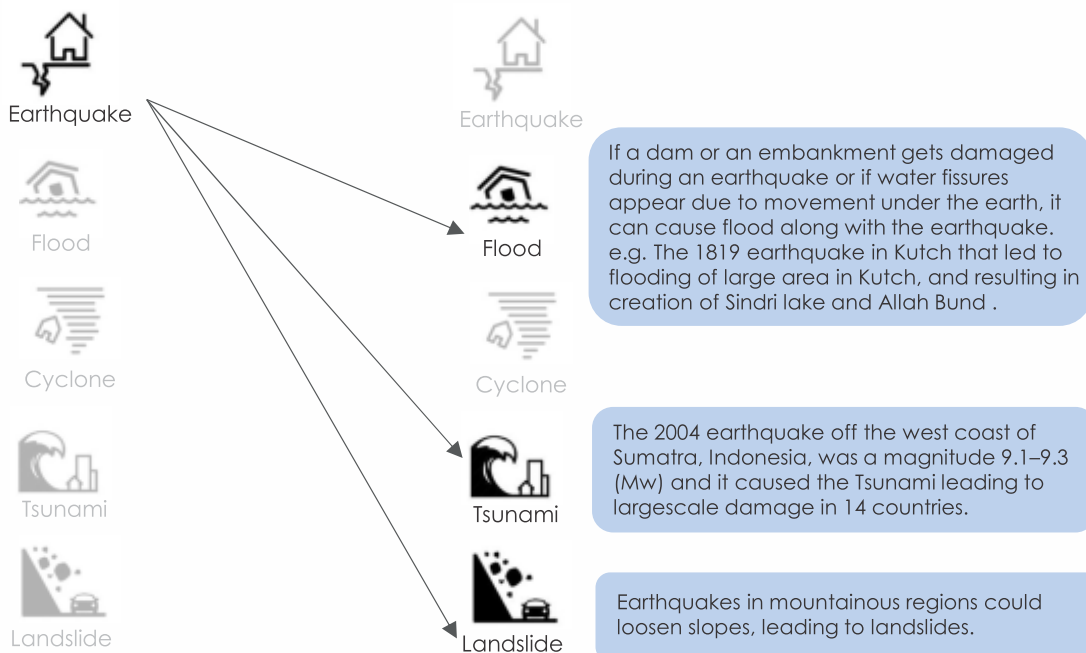 Earthquake
Flood
Cyclone
Tsunami
Landslide
Earthquake
Flood
Cyclone
Tsunami
Landslide
If a dam or an embankment gets damaged
during an earthquake or if water fissures
appear due to movement under the earth, it
can cause flood along with the earthquake.
e.g. The 1819 earthquake in Kutch that led to
flooding of large area in Kutch, and resulting in
creation of Sindri lake and Allah Bund .
The 2004 earthquake off the west coast of
Sumatra, Indonesia, was a magnitude 9.1–9.3
(Mw) and it caused the Tsunami leading to
largescale damage in 14 countries.
Earthquakes in mountainous regions could
loosen slopes, leading to landslides.